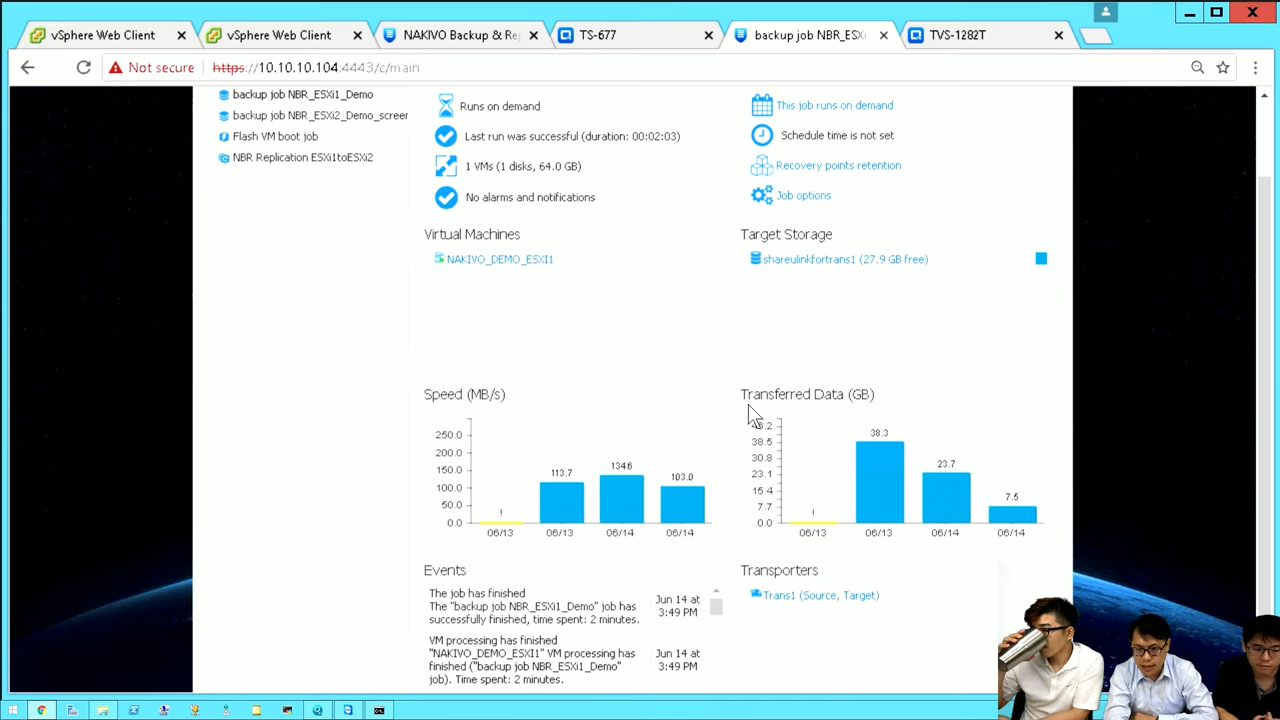 vSphere Web Client
vSphere Web Client
NAKIVO Backup & Re
TS-677
backup job NBR_ESXi
TVS-1282T
Not secure
https://10.10.10.104:4443/c/main
backup job NBR_ESXi1_Demo
backup job NBR_ESXi2_Demo_screen
Flash VM boot job
NBR Replication ESXi1toESXi2
Runs on demand
Last run was successful (duration: 00:02:03)
1 VMs (1 disks, 64.0 GB)
No alarms and notifications
This job runs on demand
Schedule time is not set
Recovery points retention
Job options
Virtual Machines
NAKIVO_DEMO_ESXI1
Target Storage
shareulinkfortrans1 (27.9 GB free)
Speed (MB/s)
250.0
200.0
150.0
100.0
50.0
0.0
!
113.7
134.6
103.0
06/13
06/13
06/14
06/14
Transferred Data (GB)
38.5
30.8
23.1
15.4
7.7
0.0
!
38.3
23.7
7.5
06/13
06/13
06/14
06/14
Events
The job has finished
The "backup job NBR_ESXi1_Demo" job has
successfully finished, time spent: 2 minutes.
Jun 14 at
3:49 PM
VM processing has finished
"NAKIVO_DEMO_ESXI1" VM processing has
finished ("backup job NBR_ESXi1_Demo"
job). Time spent: 2 minutes.
Jun 14 at
3:49 PM
Transporters
Trans1 (Source, Target)